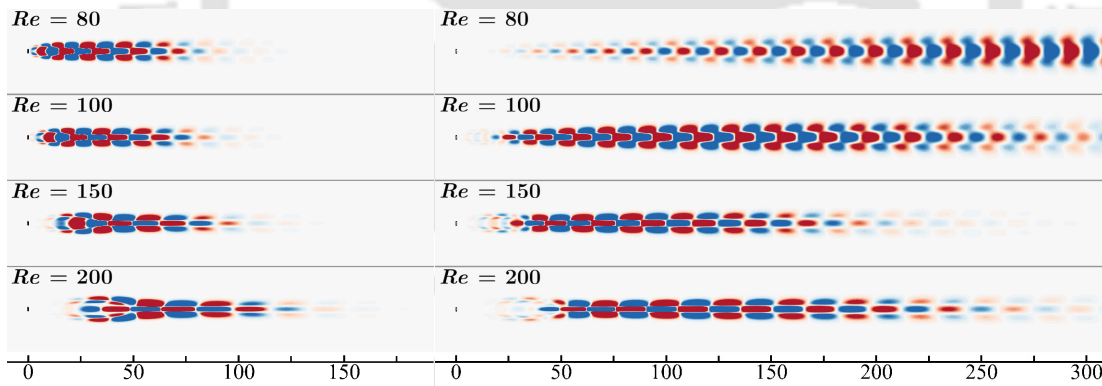 Re = 80 Re = 80
Re = 100 Re = 100
Re = 150 Re = 150
Re = 200 Re = 200
0 50 100 150 0 50 100 150 200 250 300